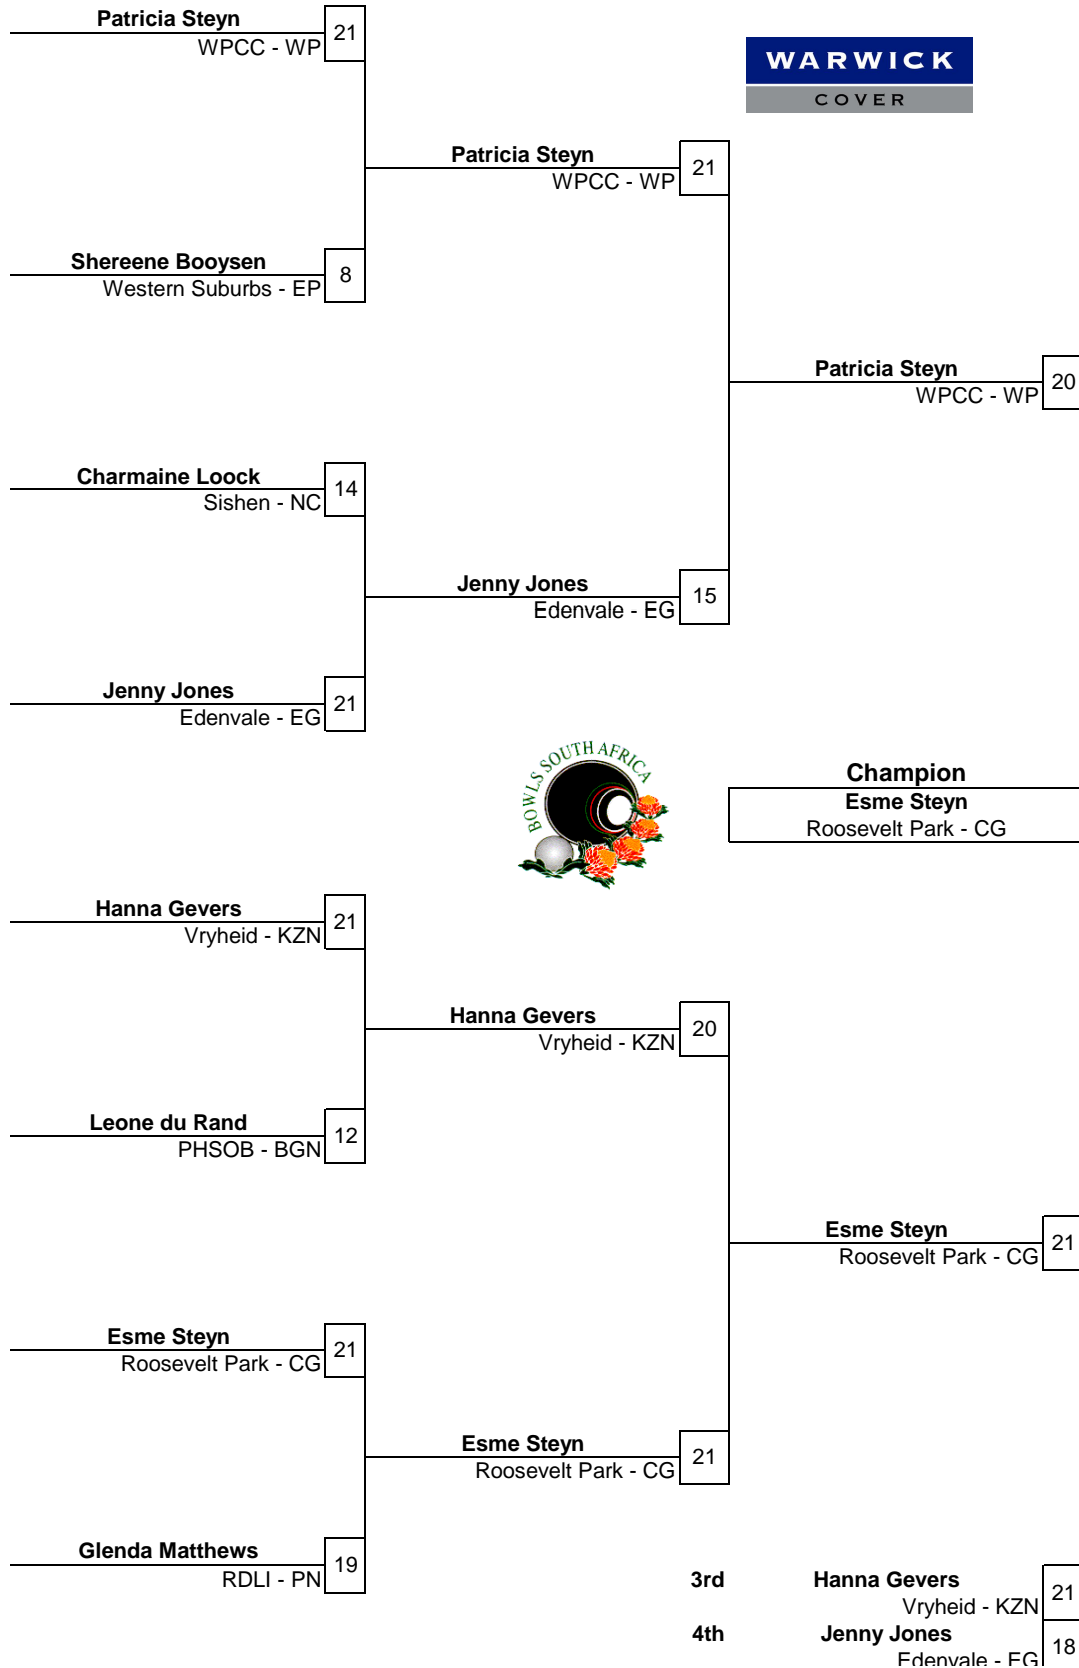 Patricia Steyn
WPCC - WP
21
WARWICK
COVER
Patricia Steyn
WPCC - WP
21
Shereene Booysen
Western Suburbs - EP
8
Patricia Steyn
WPCC - WP
20
Charmaine Loock
Sishen - NC
14
Jenny Jones
Edenvale - EG
15
Jenny Jones
Edenvale - EG
21
BOWLS SOUTH AFRICA
Champion
Esme Steyn
Roosevelt Park - CG
Hanna Gevers
Vryheid - KZN
21
Hanna Gevers
Vryheid - KZN
20
Leone du Rand
PHSOB - BGN
12
Esme Steyn
Roosevelt Park - CG
21
Esme Steyn
Roosevelt Park - CG
21
Esme Steyn
Roosevelt Park - CG
21
Glenda Matthews
RDLI - PN
19
3rd Hanna Gevers
Vryheid - KZN
21
4th Jenny Jones
Edenvale - EG
18